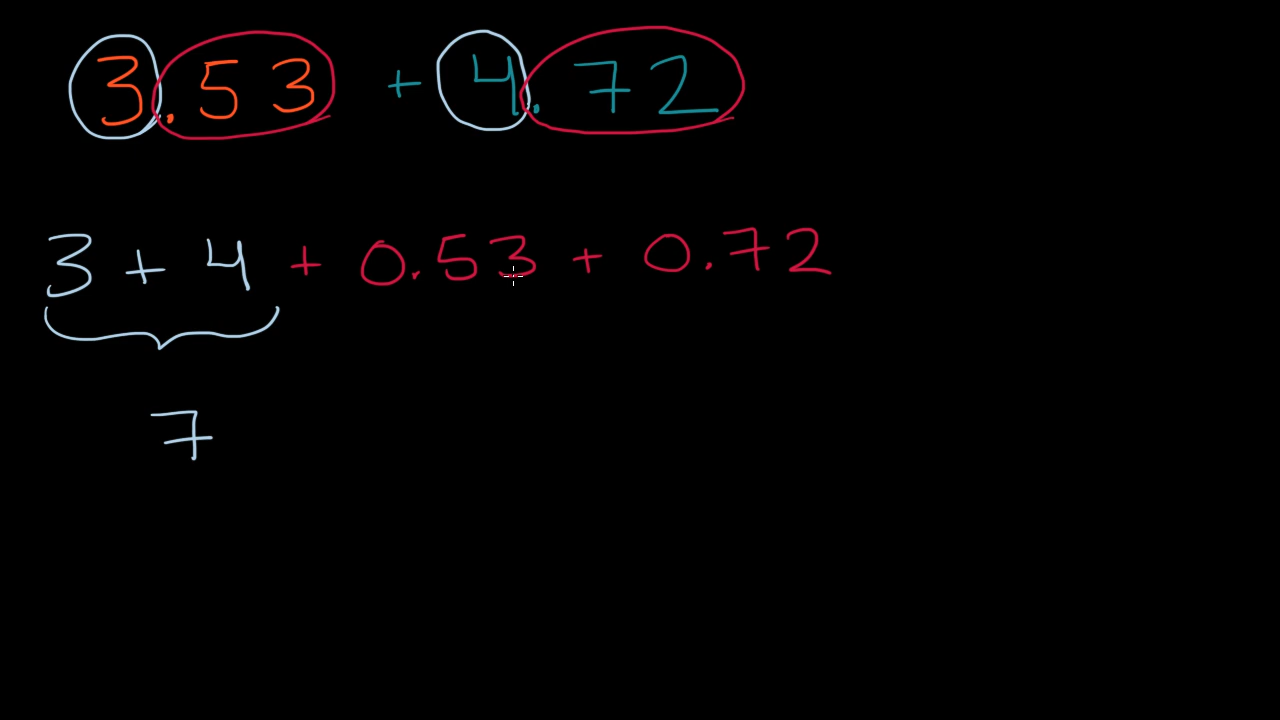 3.53 + 4.72
3 + 4 + 0.53 + 0.72
7